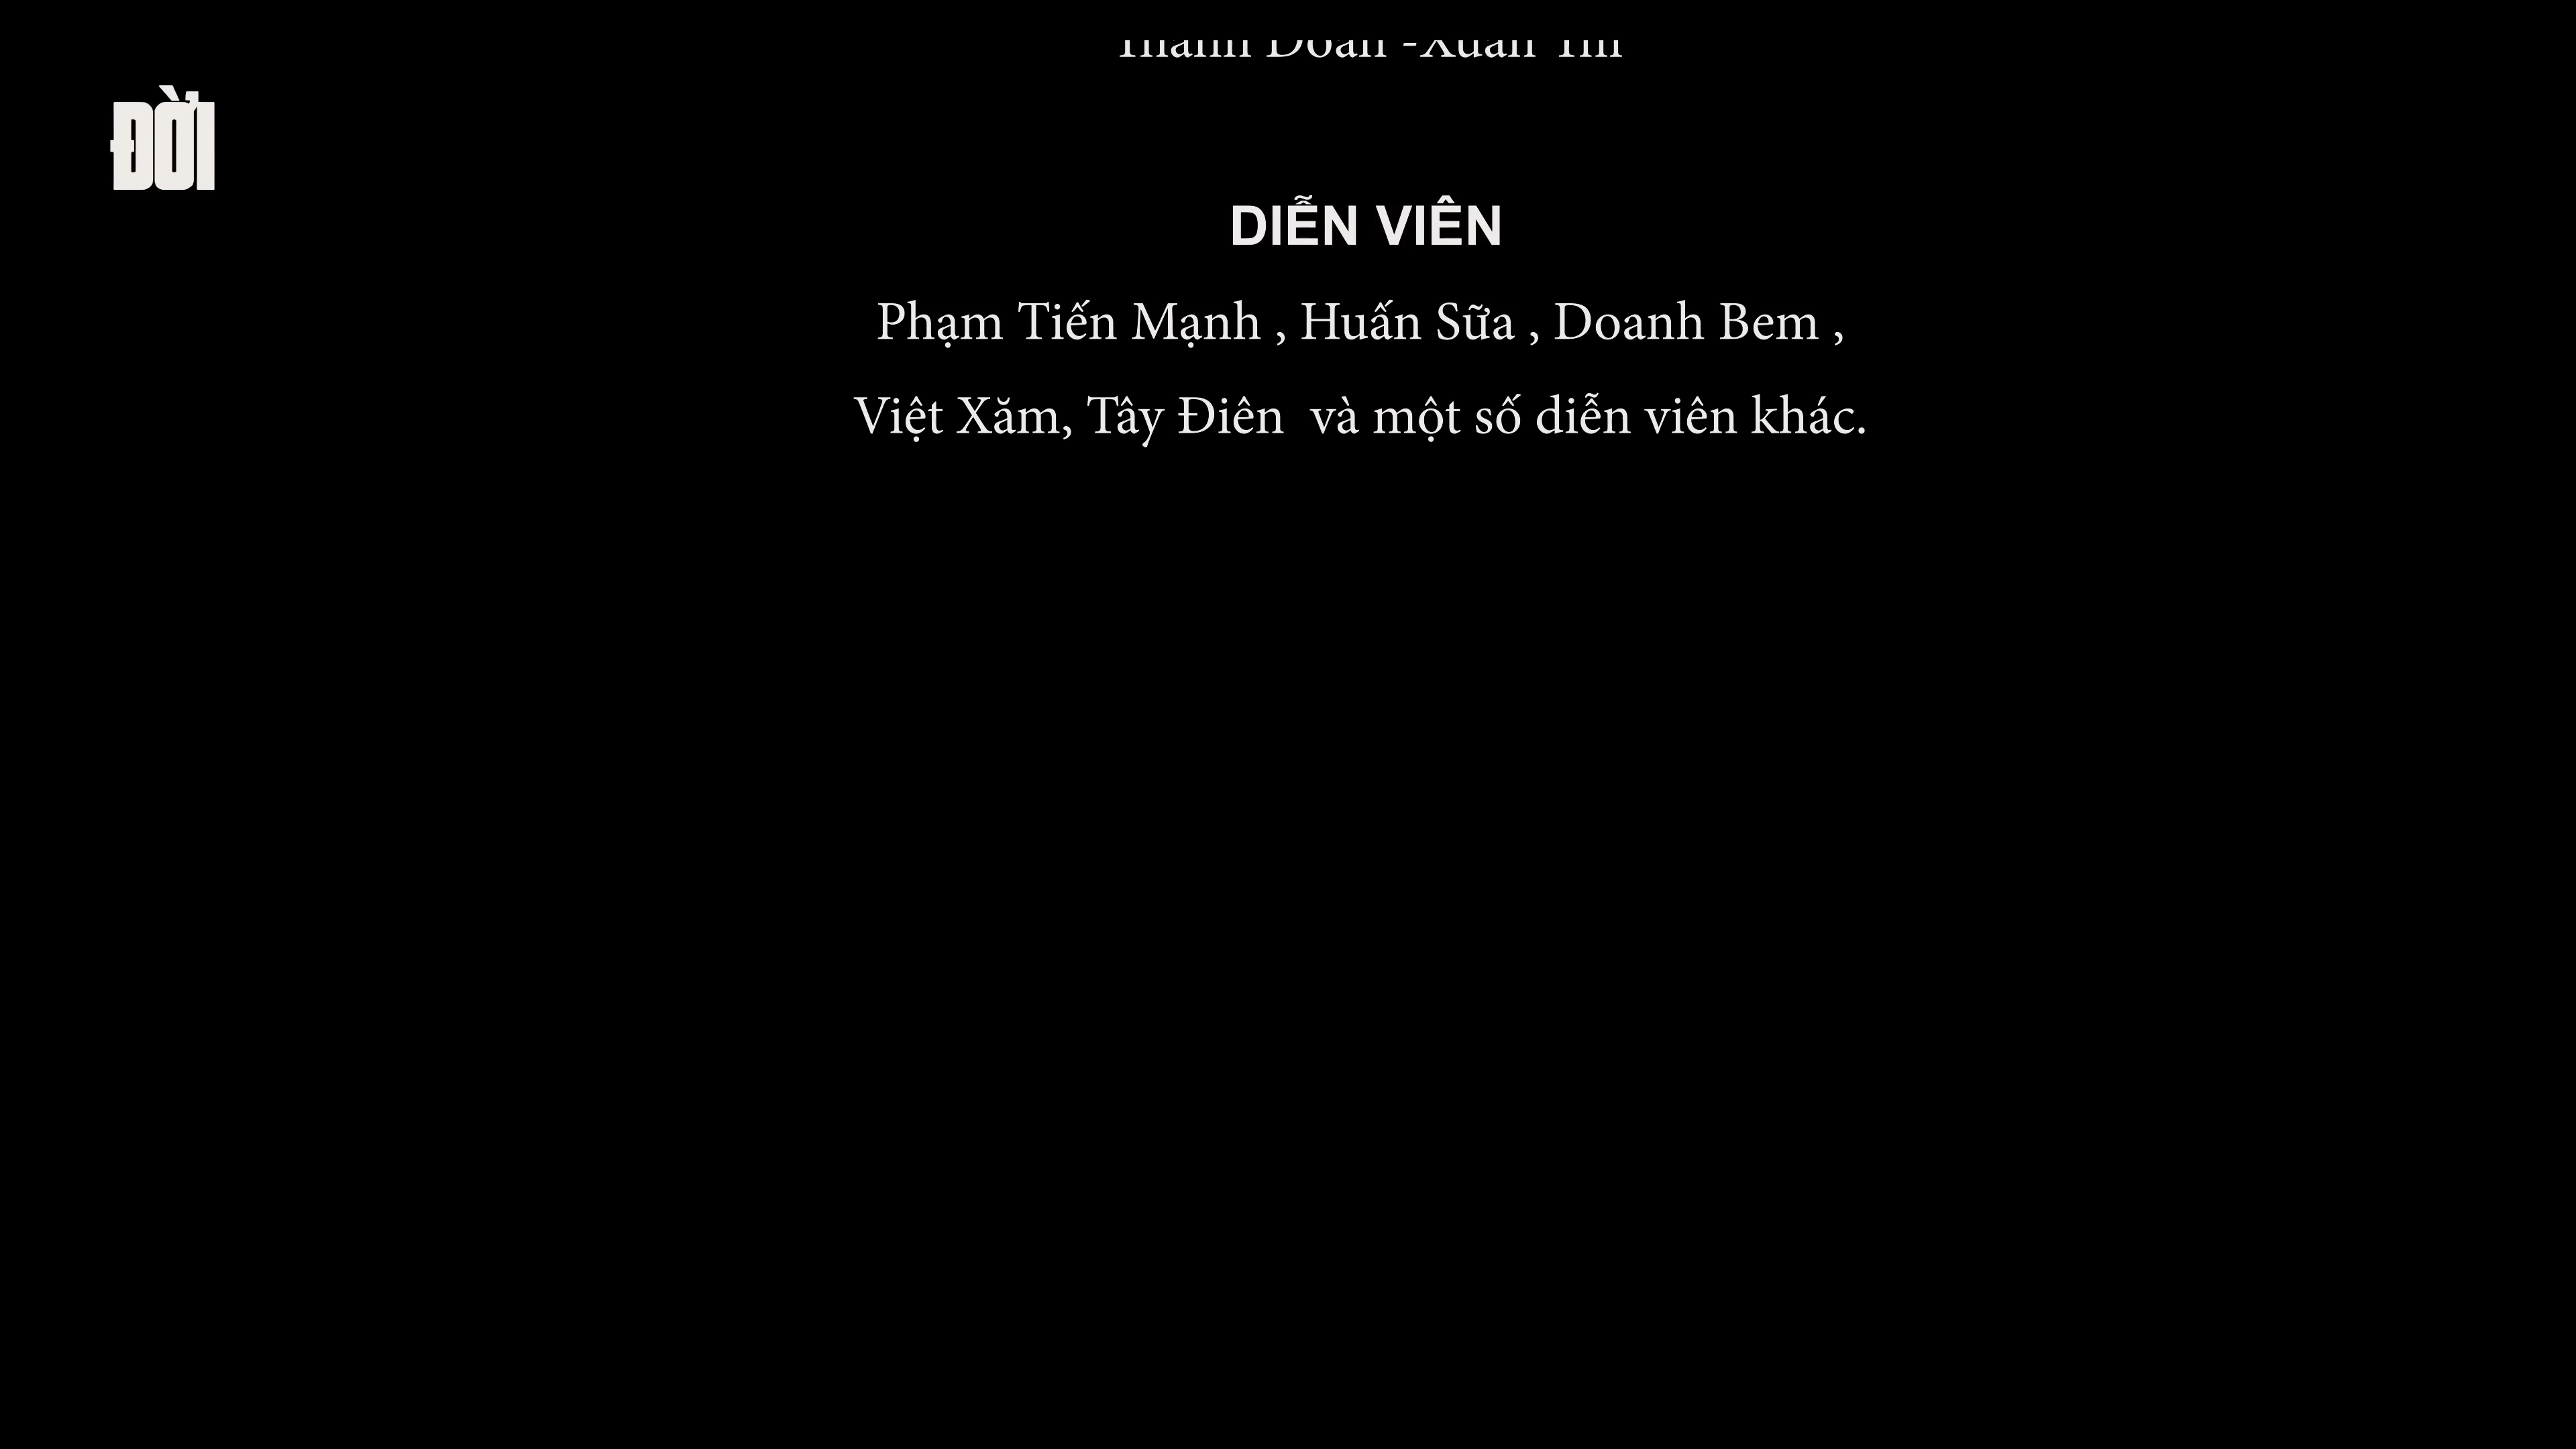 ĐỜI
DIỄN VIÊN
Phạm Tiến Mạnh , Huấn Sữa , Doanh Bem ,
Việt Xăm, Tây Điên và một số diễn viên khác.